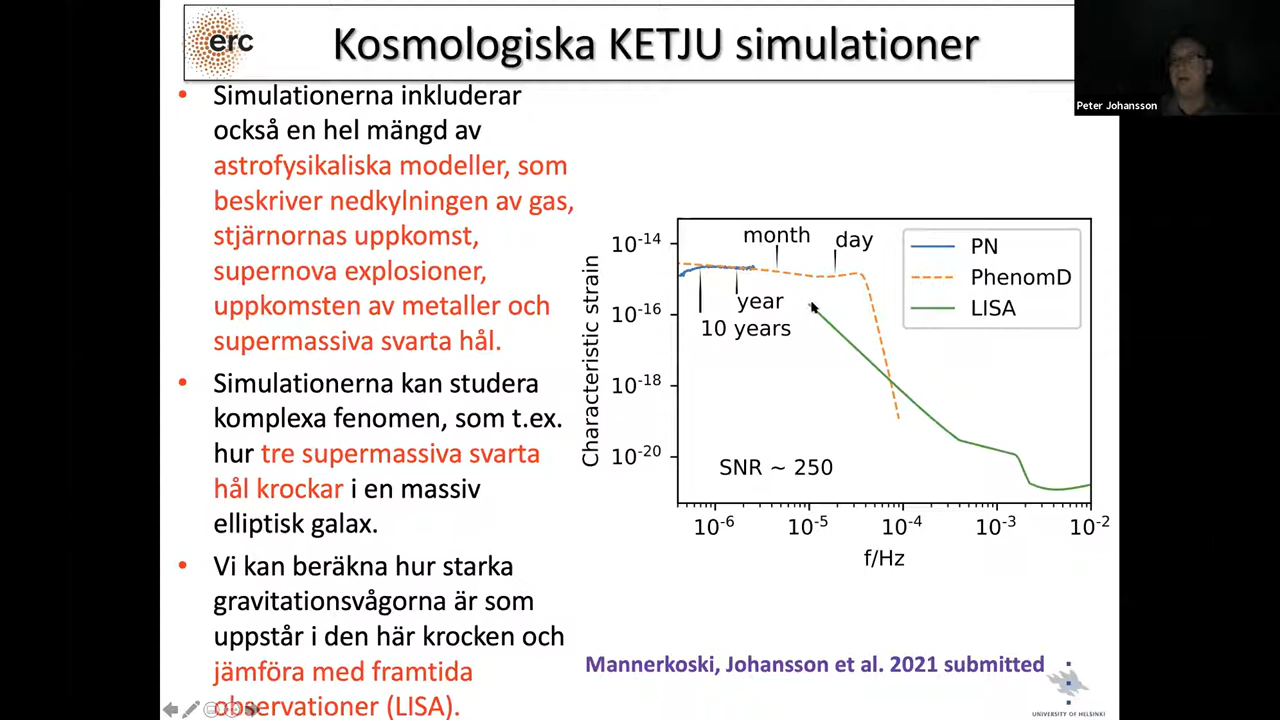 erc
Kosmologiska KETJU simulationer
Peter Johansson
• Simulationerna inkluderar
också en hel mängd av
astrofysikaliska modeller, som
beskriver nedkylningen av gas,
stjärnornas uppkomst,
supernova explosioner,
uppkomsten av metaller och
supermassiva svarta hål.
• Simulationerna kan studera
komplexa fenomen, som t.ex.
hur tre supermassiva svarta
hål krockar i en massiv
elliptisk galax.
• Vi kan beräkna hur starka
gravitationsvågorna är som
uppstår i den här krocken och
jämföra med framtida
observationer (LISA).
Characteristic strain
10⁻¹⁴
10⁻¹⁶
10⁻¹⁸
10⁻²⁰
month
day
year
10 years
PN
PhenomD
LISA
SNR ~ 250
10⁻⁶ 10⁻⁵ 10⁻⁴ 10⁻³ 10⁻²
f/Hz
Mannerkoski, Johansson et al. 2021 submitted
UNIVERSITY OF HELSINKI